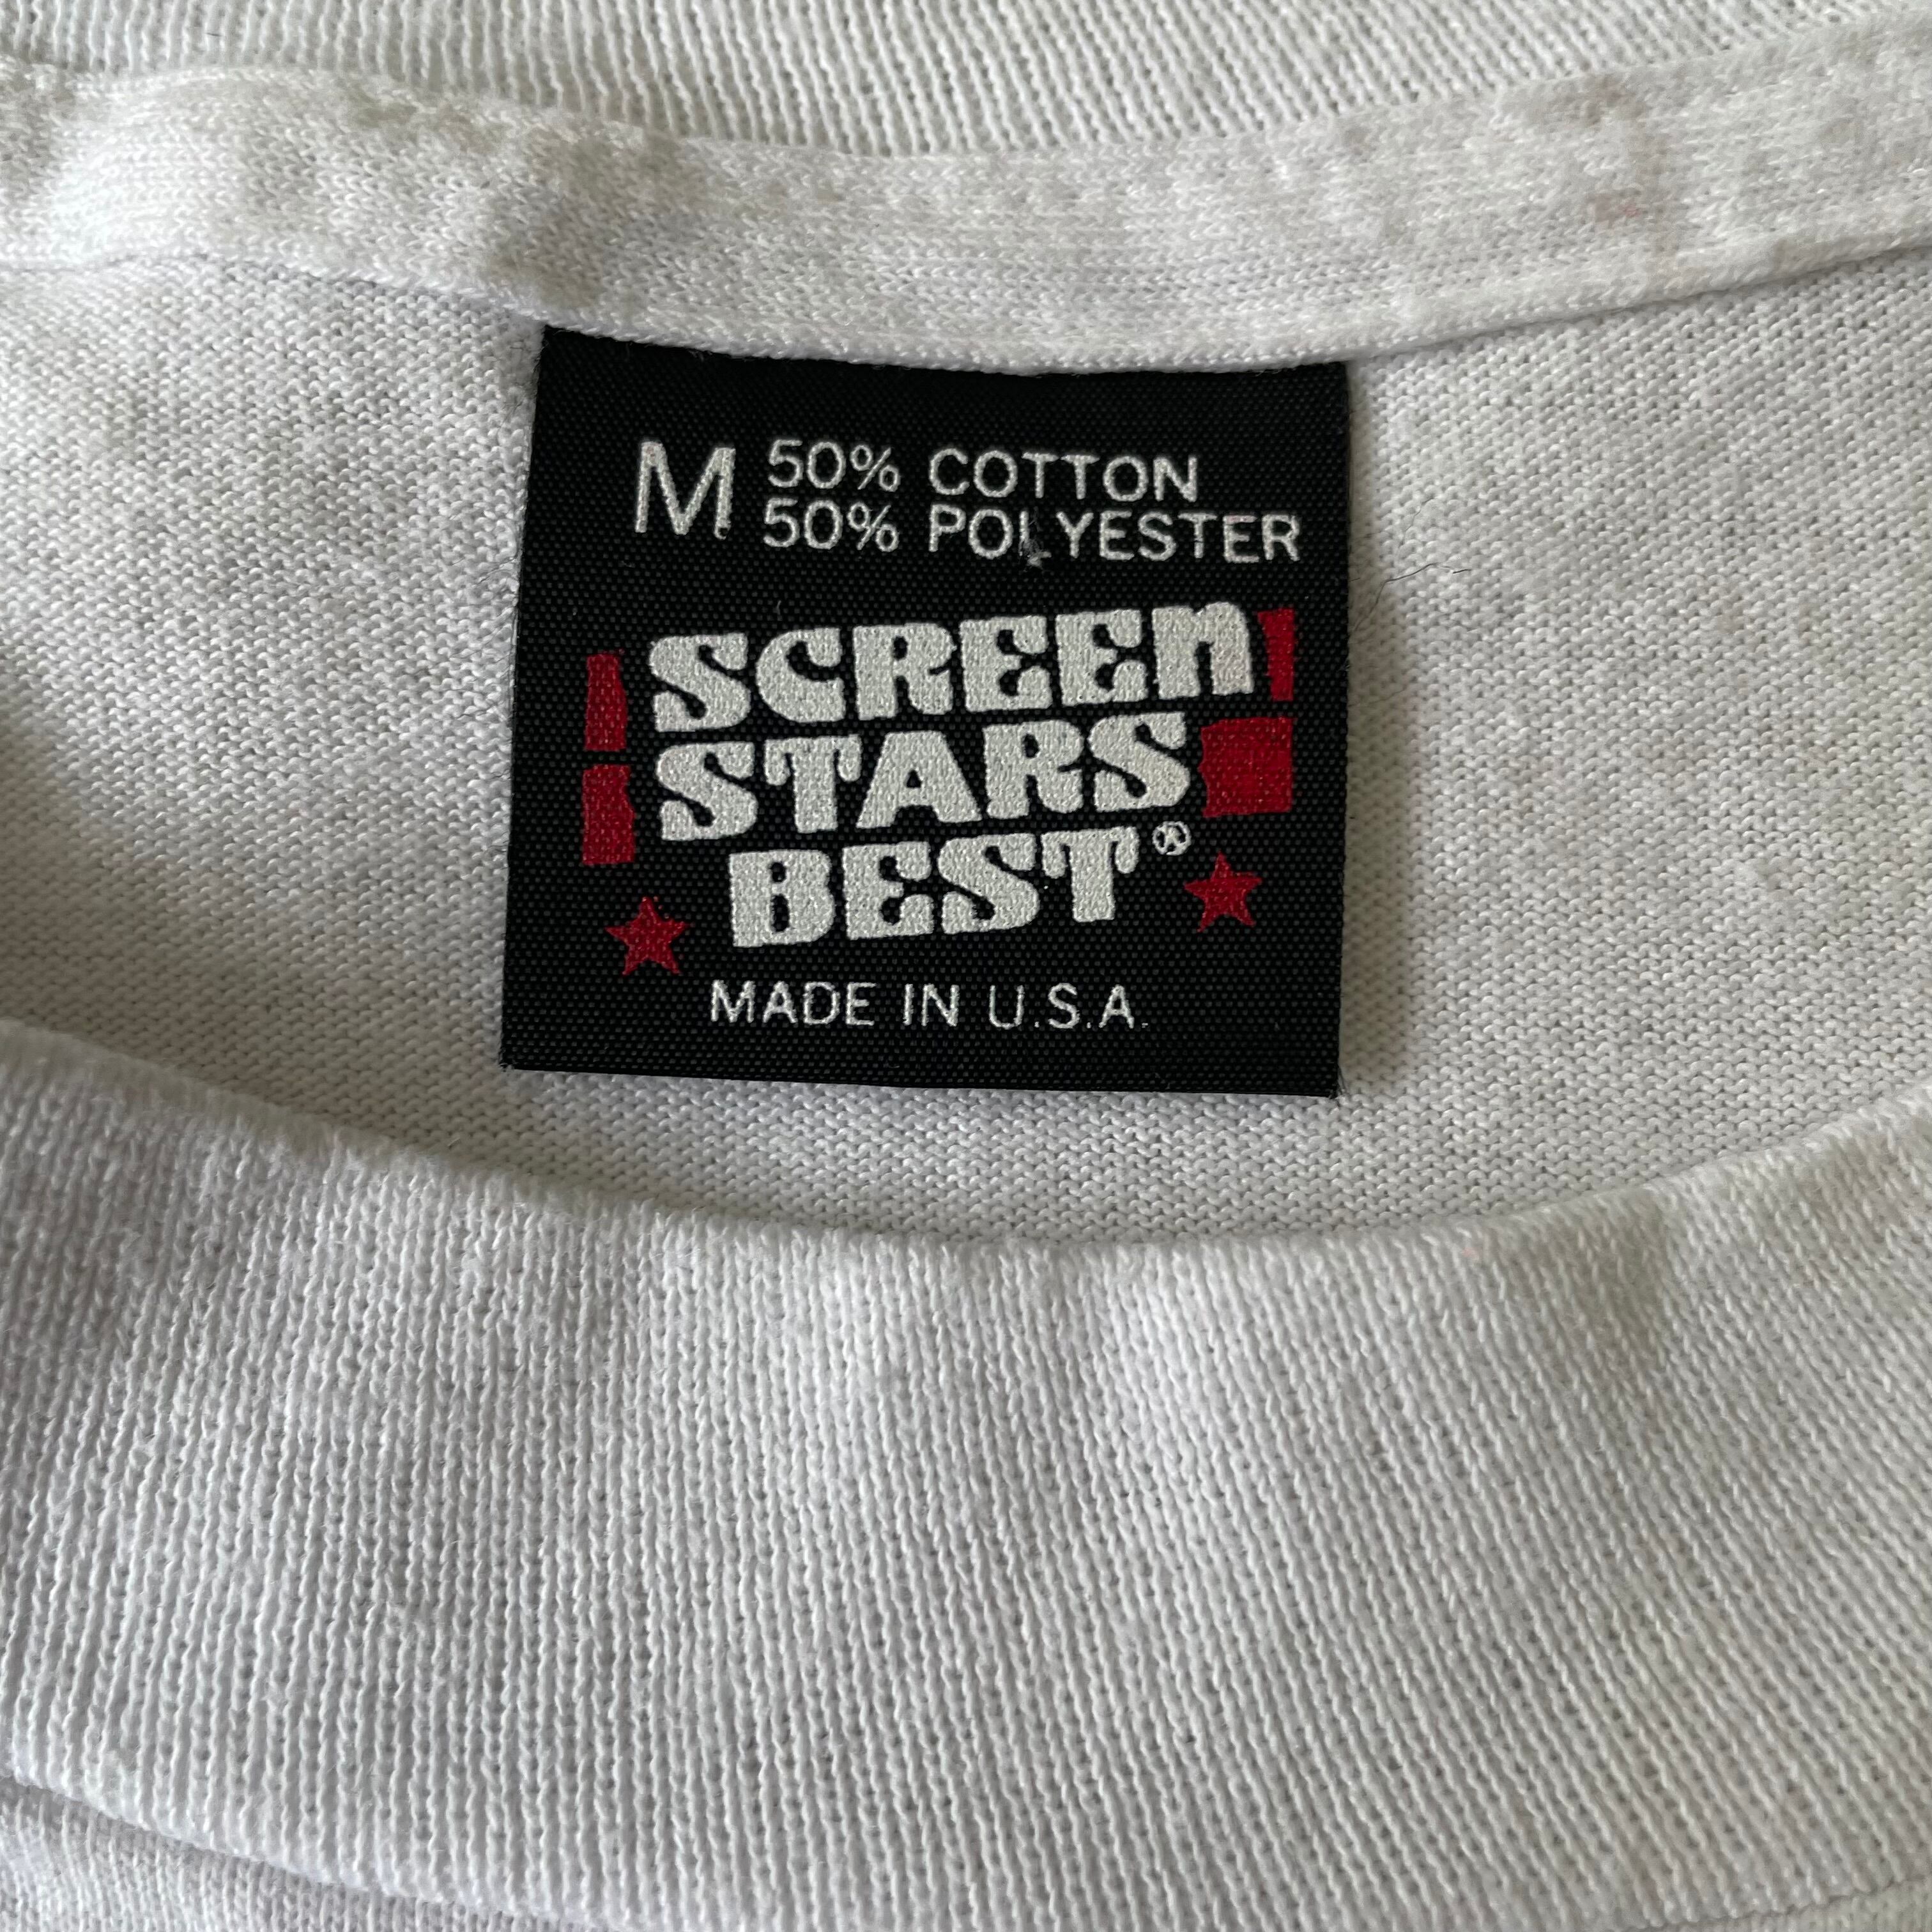 M 50% COTTON
50% POLYESTER
SCREEN
STARS
BEST®
MADE IN U.S.A.